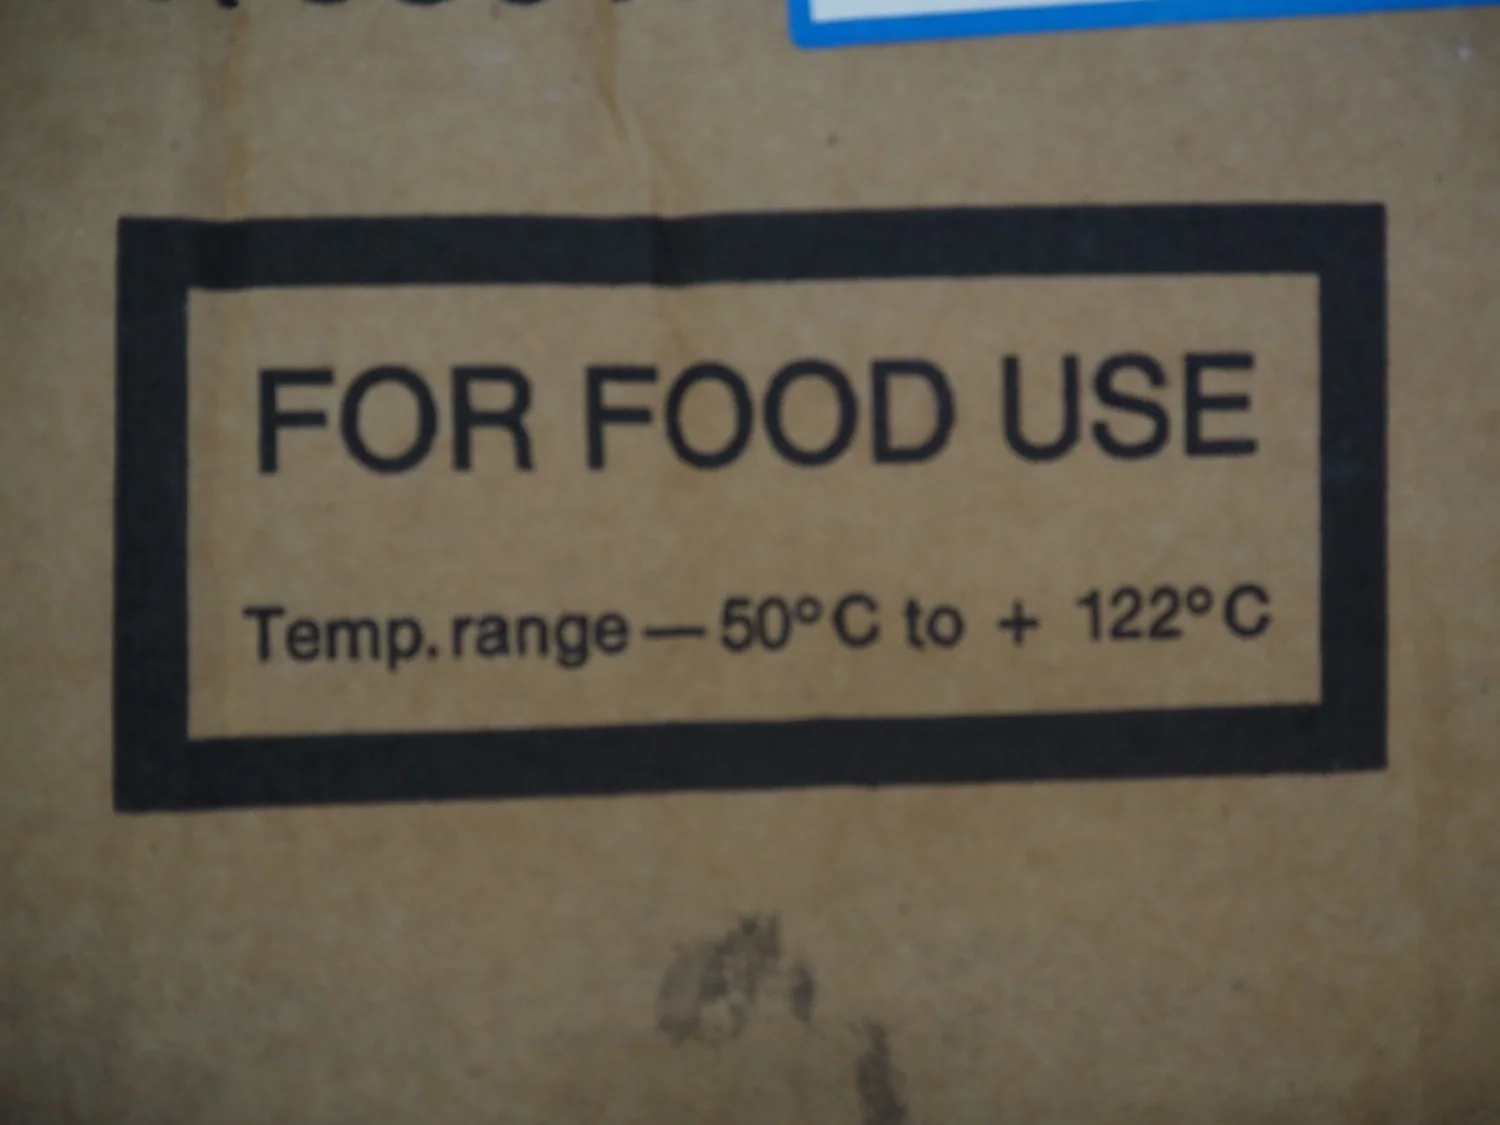 FOR FOOD USE
Temp. range — 50°C to + 122°C